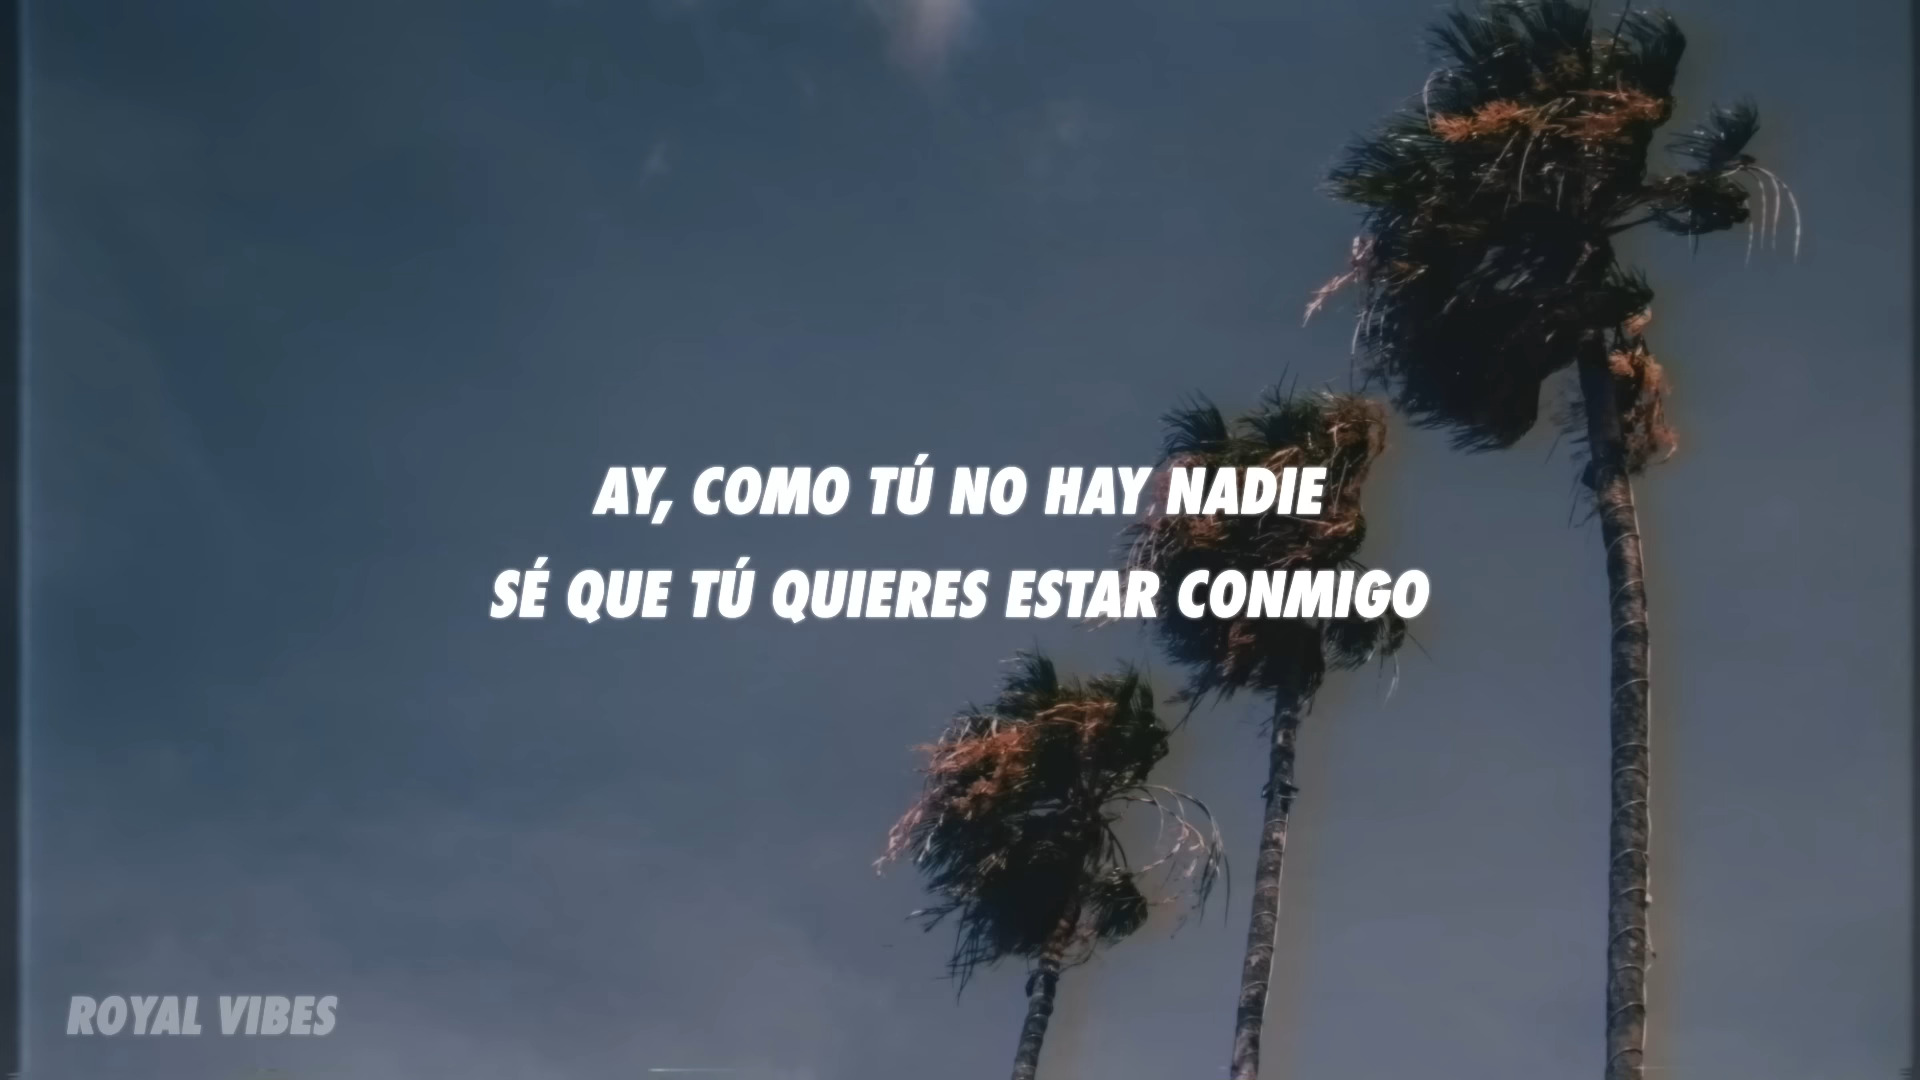 AY, COMO TÚ NO HAY NADIE
SÉ QUE TÚ QUIERES ESTAR CONMIGO
ROYAL VIBES